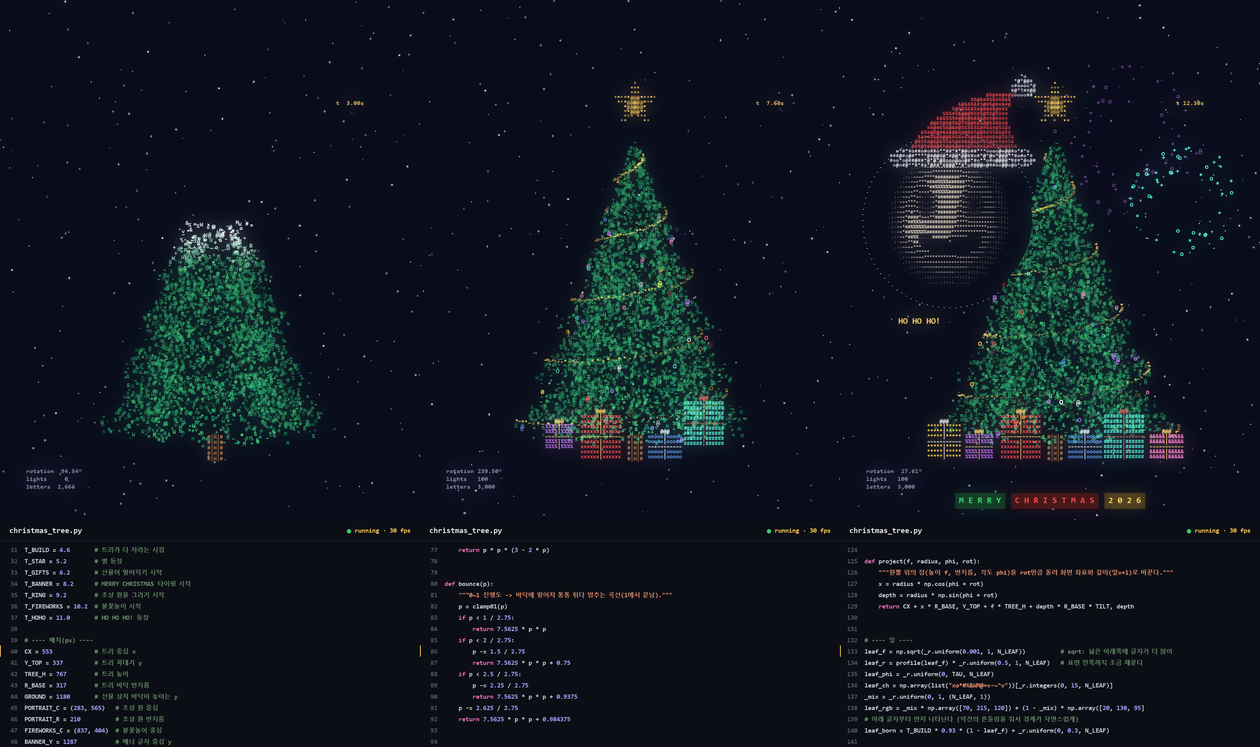 t  3.00s
rotation  94.54°
lights     0
letters  2,666
christmas_tree.py
running · 30 fps
31  T_BUILD = 4.6      # 트리가 다 자라는 시점
32  T_STAR = 5.2       # 별 등장
33  T_GIFTS = 6.2      # 선물이 떨어지기 시작
34  T_BANNER = 8.2     # MERRY CHRISTMAS 타이핑 시작
35  T_RING = 9.2       # 초상 원을 그리기 시작
36  T_FIREWORKS = 10.2 # 불꽃놀이 시작
37  T_HOHO = 11.0      # HO HO HO! 등장
38
39  # ---- 배치(px) ----
40  CX = 553           # 트리 중심 x
41  Y_TOP = 337        # 트리 꼭대기 y
42  TREE_H = 767       # 트리 높이
43  R_BASE = 317       # 트리 바닥 반지름
44  GROUND = 1180      # 선물 상자 바닥이 놓이는 y
45  PORTRAIT_C = (283, 565)  # 초상 원 중심
46  PORTRAIT_R = 210         # 초상 원 반지름
47  FIREWORKS_C = (837, 404) # 불꽃놀이 중심
48  BANNER_Y = 1287          # 배너 글자 중심 y
t  7.60s
rotation 239.50°
lights   100
letters  3,000
christmas_tree.py
running · 30 fps
77      return p * p * (3 - 2 * p)
78
79
80  def bounce(p):
81      """0~1 진행도 -> 바닥에 떨어져 통통 튀다 멈추는 곡선(1에서 끝남)."""
82      p = clamp01(p)
83      if p < 1 / 2.75:
84          return 7.5625 * p * p
85      if p < 2 / 2.75:
86          p -= 1.5 / 2.75
87          return 7.5625 * p * p + 0.75
88      if p < 2.5 / 2.75:
89          p -= 2.25 / 2.75
90          return 7.5625 * p * p + 0.9375
91      p -= 2.625 / 2.75
92      return 7.5625 * p * p + 0.984375
93
94
t 12.30s
HO HO HO!
rotation  27.61°
lights   100
letters  3,000
MERRY CHRISTMAS 2026
christmas_tree.py
running · 30 fps
124
125  def project(f, radius, phi, rot):
126      """원뿔 위의 점(높이 f, 반지름, 각도 phi)을 rot만큼 돌려 화면 좌표와 깊이(앞=+1)로 바꾼다."""
127      x = radius * np.cos(phi + rot)
128      depth = radius * np.sin(phi + rot)
129      return CX + x * R_BASE, Y_TOP + f * TREE_H + depth * R_BASE * TILT, depth
130
131
132  # ---- 잎 ----
133  leaf_f = np.sqrt(_r.uniform(0.001, 1, N_LEAF))          # sqrt: 넓은 아래쪽에 글자가 더 많이
134  leaf_r = profile(leaf_f) * _r.uniform(0.5, 1, N_LEAF)   # 표면 안쪽까지 조금 채운다
135  leaf_phi = _r.uniform(0, TAU, N_LEAF)
136  leaf_ch = [_r.integers(0, 15, N_LEAF)]
137  _mix = _r.uniform(0, 1, (N_LEAF, 1))
138  leaf_rgb = _mix * np.array([70, 215, 120]) + (1 - _mix) * np.array([20, 130, 95]
139  # 아래 글자부터 먼저 나타난다 (약간의 흔들림을 줘서 경계가 자연스럽게)
140  leaf_born = T_BUILD * 0.93 * (1 - leaf_f) + _r.uniform(0, 0.3, N_LEAF)
141